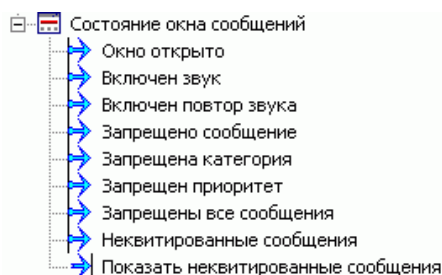 Состояние окна сообщений
Окно открыто
Включен звук
Включен повтор звука
Запрещено сообщение
Запрещена категория
Запрещен приоритет
Запрещены все сообщения
Неквитированные сообщения
Показать неквитированные сообщения